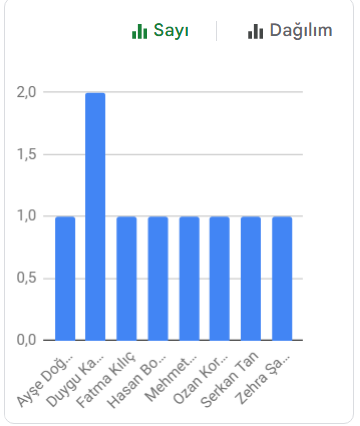 Sayı
Dağılım
2,0
1,5
1,0
0,5
0,0
Ayşe Doğ...
Duygu Ka...
Fatma Kılıç
Hasan Bo...
Mehmet...
Ozan Kor...
Serkan Tan
Zehra Şa...